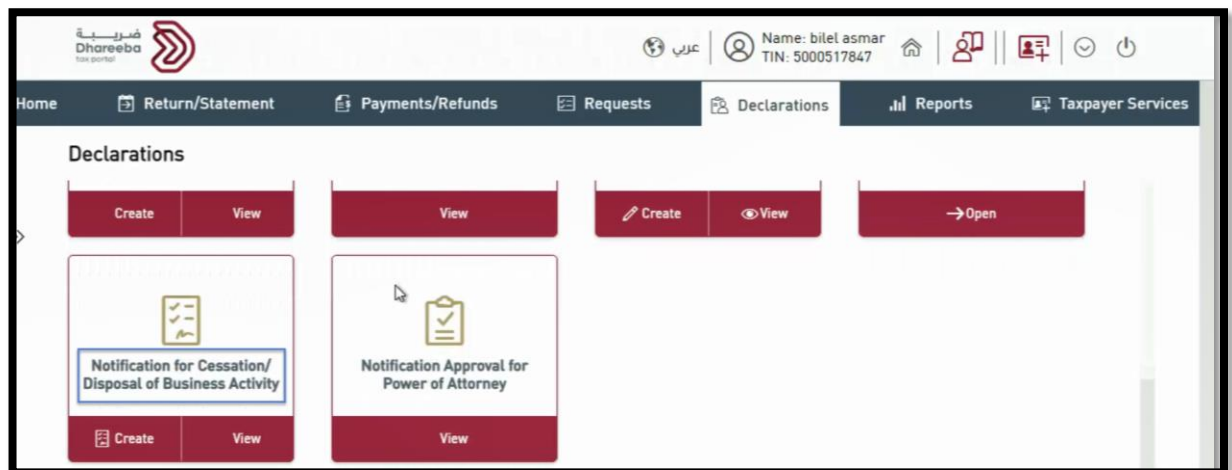 ضريبة
Dhareeba
tax portal
عربي
Name: bilel asmar
TIN: 5000517847
Home
Return/Statement
Payments/Refunds
Requests
Declarations
Reports
Taxpayer Services
Declarations
Create
View
View
Create
View
Open
Notification for Cessation/
Disposal of Business Activity
Notification Approval for
Power of Attorney
Create
View
View